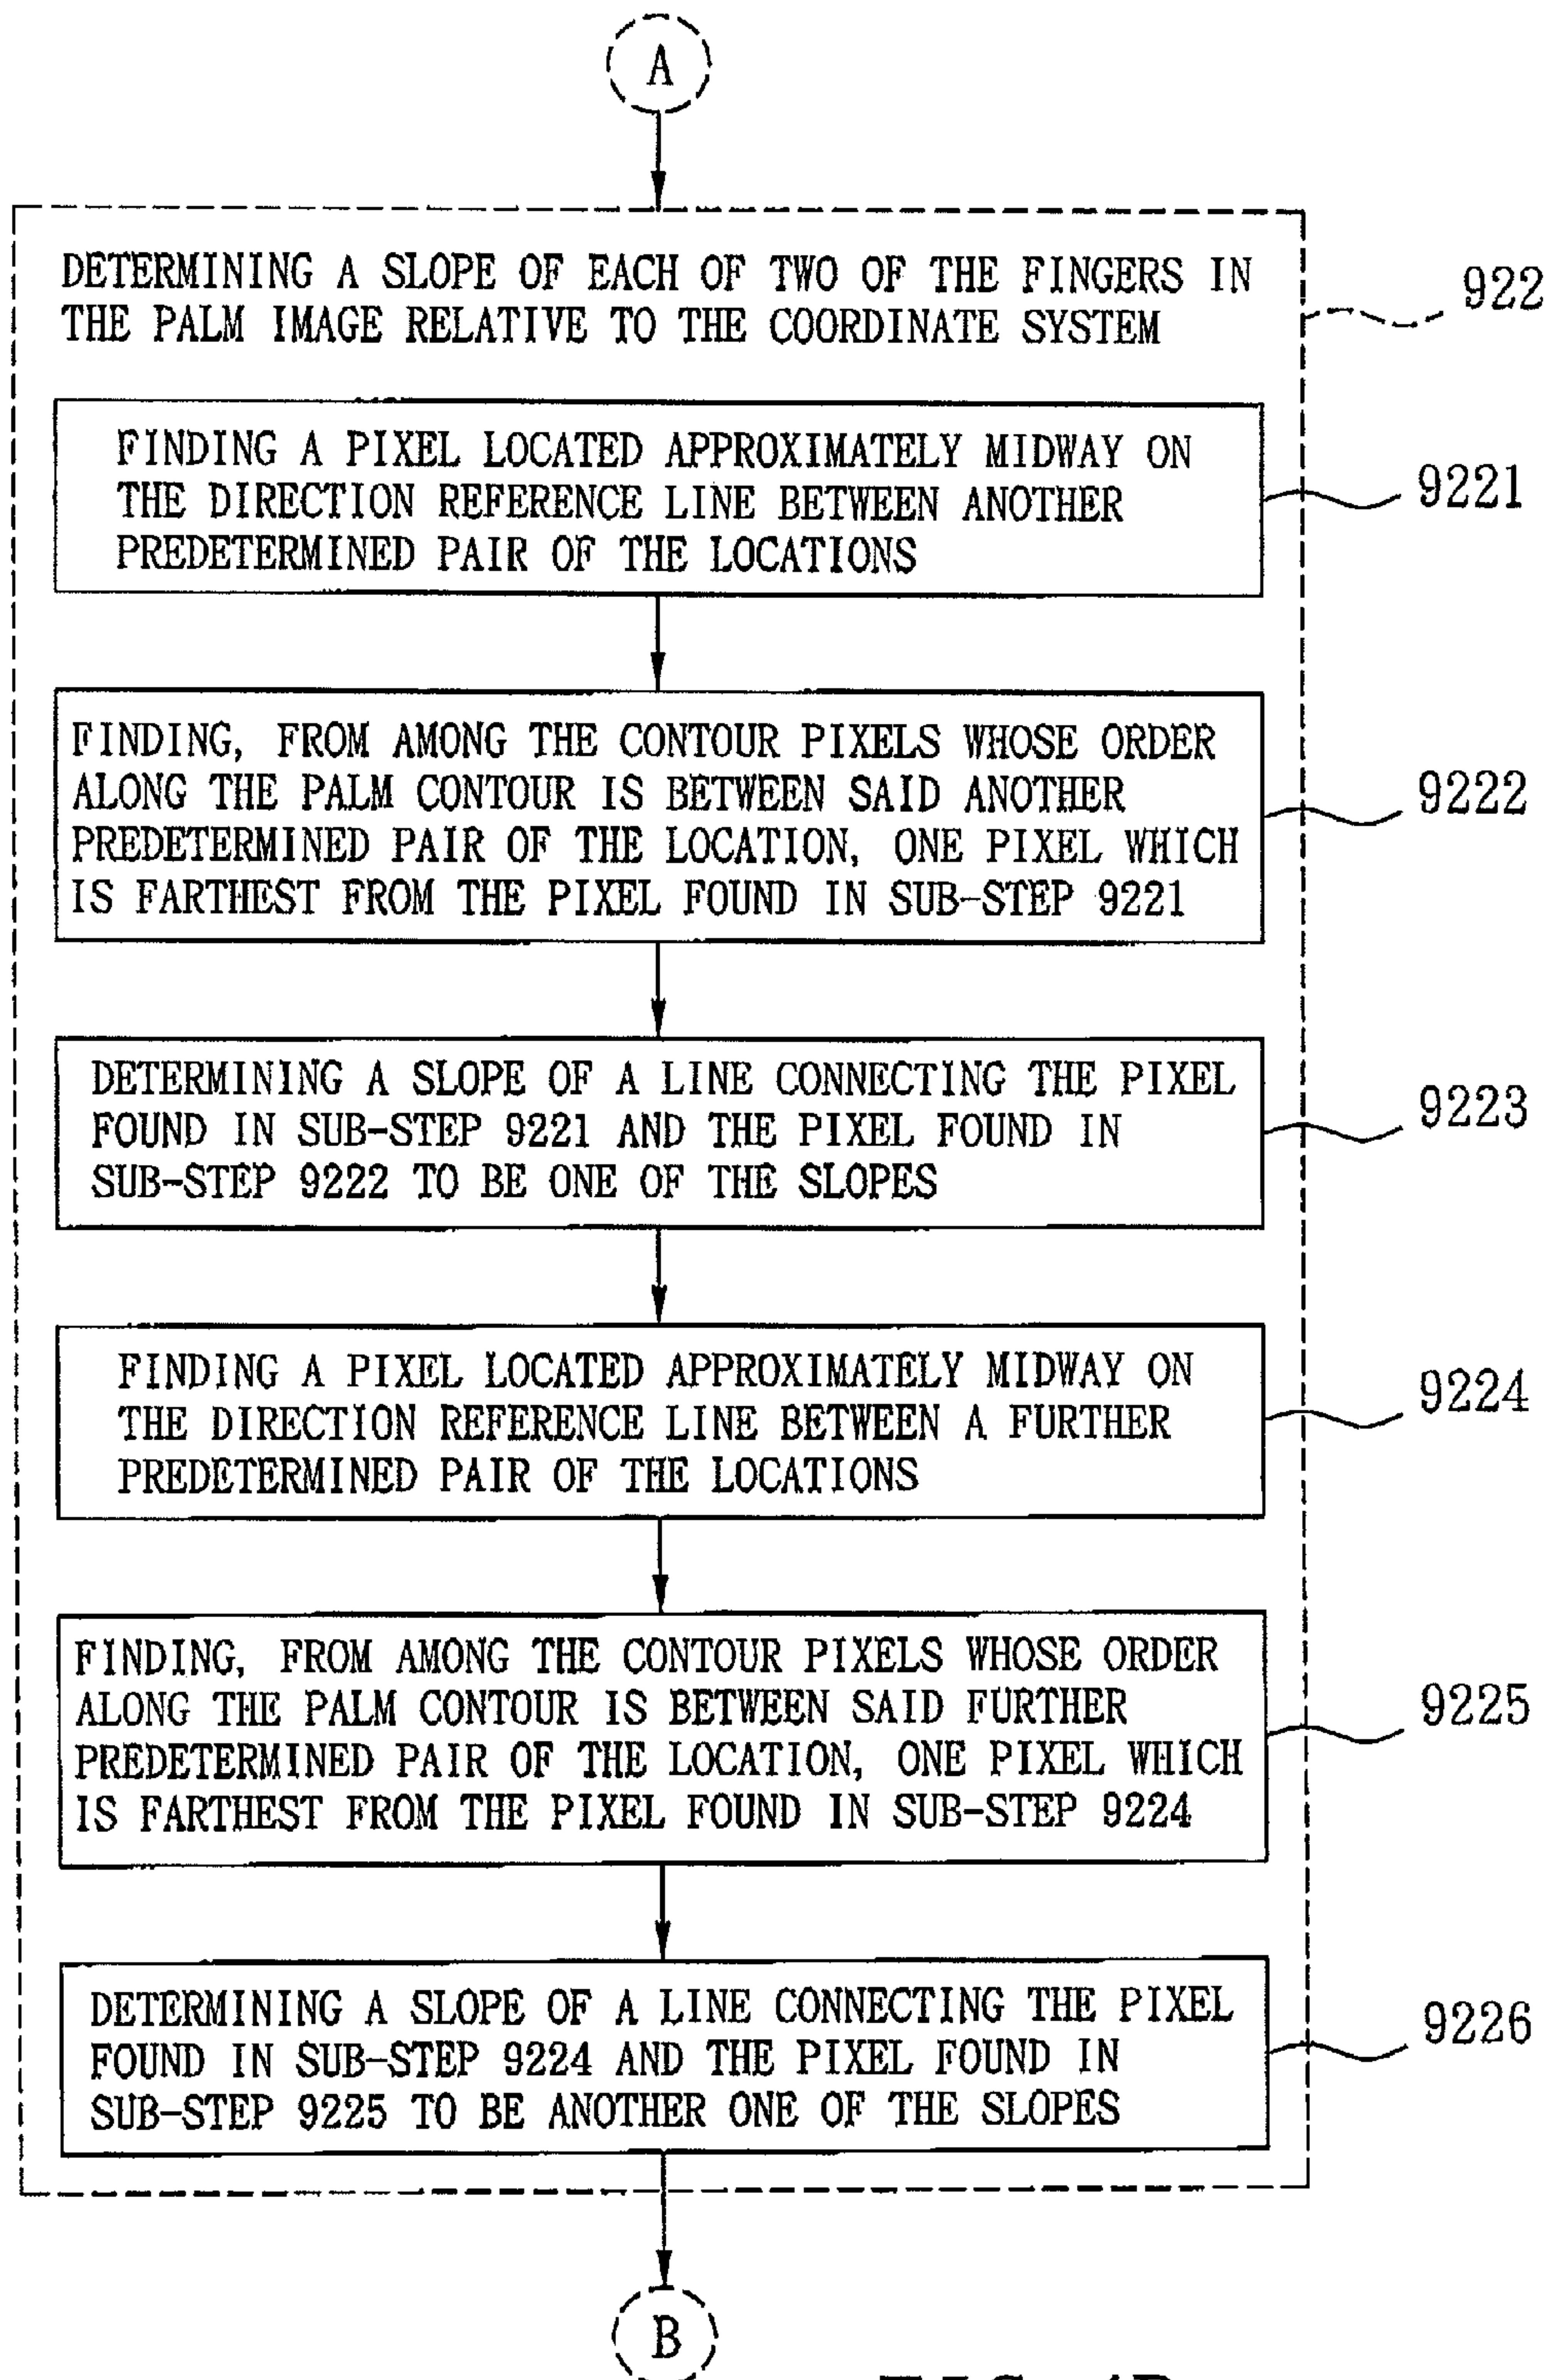 A
DETERMINING A SLOPE OF EACH OF TWO OF THE FINGERS IN
THE PALM IMAGE RELATIVE TO THE COORDINATE SYSTEM
922
FINDING A PIXEL LOCATED APPROXIMATELY MIDWAY ON
THE DIRECTION REFERENCE LINE BETWEEN ANOTHER
PREDETERMINED PAIR OF THE LOCATIONS
9221
FINDING, FROM AMONG THE CONTOUR PIXELS WHOSE ORDER
ALONG THE PALM CONTOUR IS BETWEEN SAID ANOTHER
PREDETERMINED PAIR OF THE LOCATION, ONE PIXEL WHICH
IS FARTHEST FROM THE PIXEL FOUND IN SUB-STEP 9221
9222
DETERMINING A SLOPE OF A LINE CONNECTING THE PIXEL
FOUND IN SUB-STEP 9221 AND THE PIXEL FOUND IN
SUB-STEP 9222 TO BE ONE OF THE SLOPES
9223
FINDING A PIXEL LOCATED APPROXIMATELY MIDWAY ON
THE DIRECTION REFERENCE LINE BETWEEN A FURTHER
PREDETERMINED PAIR OF THE LOCATIONS
9224
FINDING, FROM AMONG THE CONTOUR PIXELS WHOSE ORDER
ALONG THE PALM CONTOUR IS BETWEEN SAID FURTHER
PREDETERMINED PAIR OF THE LOCATION, ONE PIXEL WHICH
IS FARTHEST FROM THE PIXEL FOUND IN SUB-STEP 9224
9225
DETERMINING A SLOPE OF A LINE CONNECTING THE PIXEL
FOUND IN SUB-STEP 9224 AND THE PIXEL FOUND IN
SUB-STEP 9225 TO BE ANOTHER ONE OF THE SLOPES
9226
B